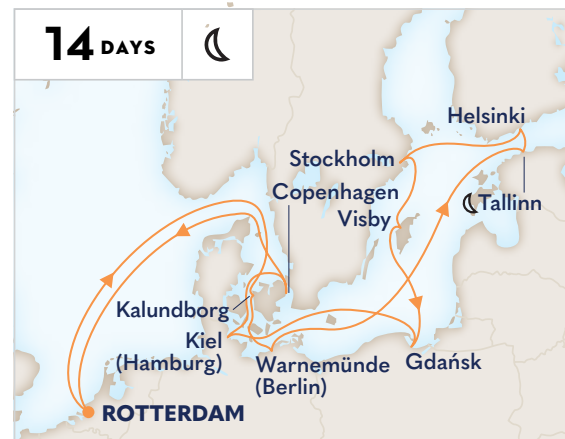 14 DAYS
Helsinki
Stockholm
Copenhagen
Tallinn
Visby
Kalundborg
Kiel
(Hamburg)
Warnemünde
(Berlin)
Gdańsk
ROTTERDAM